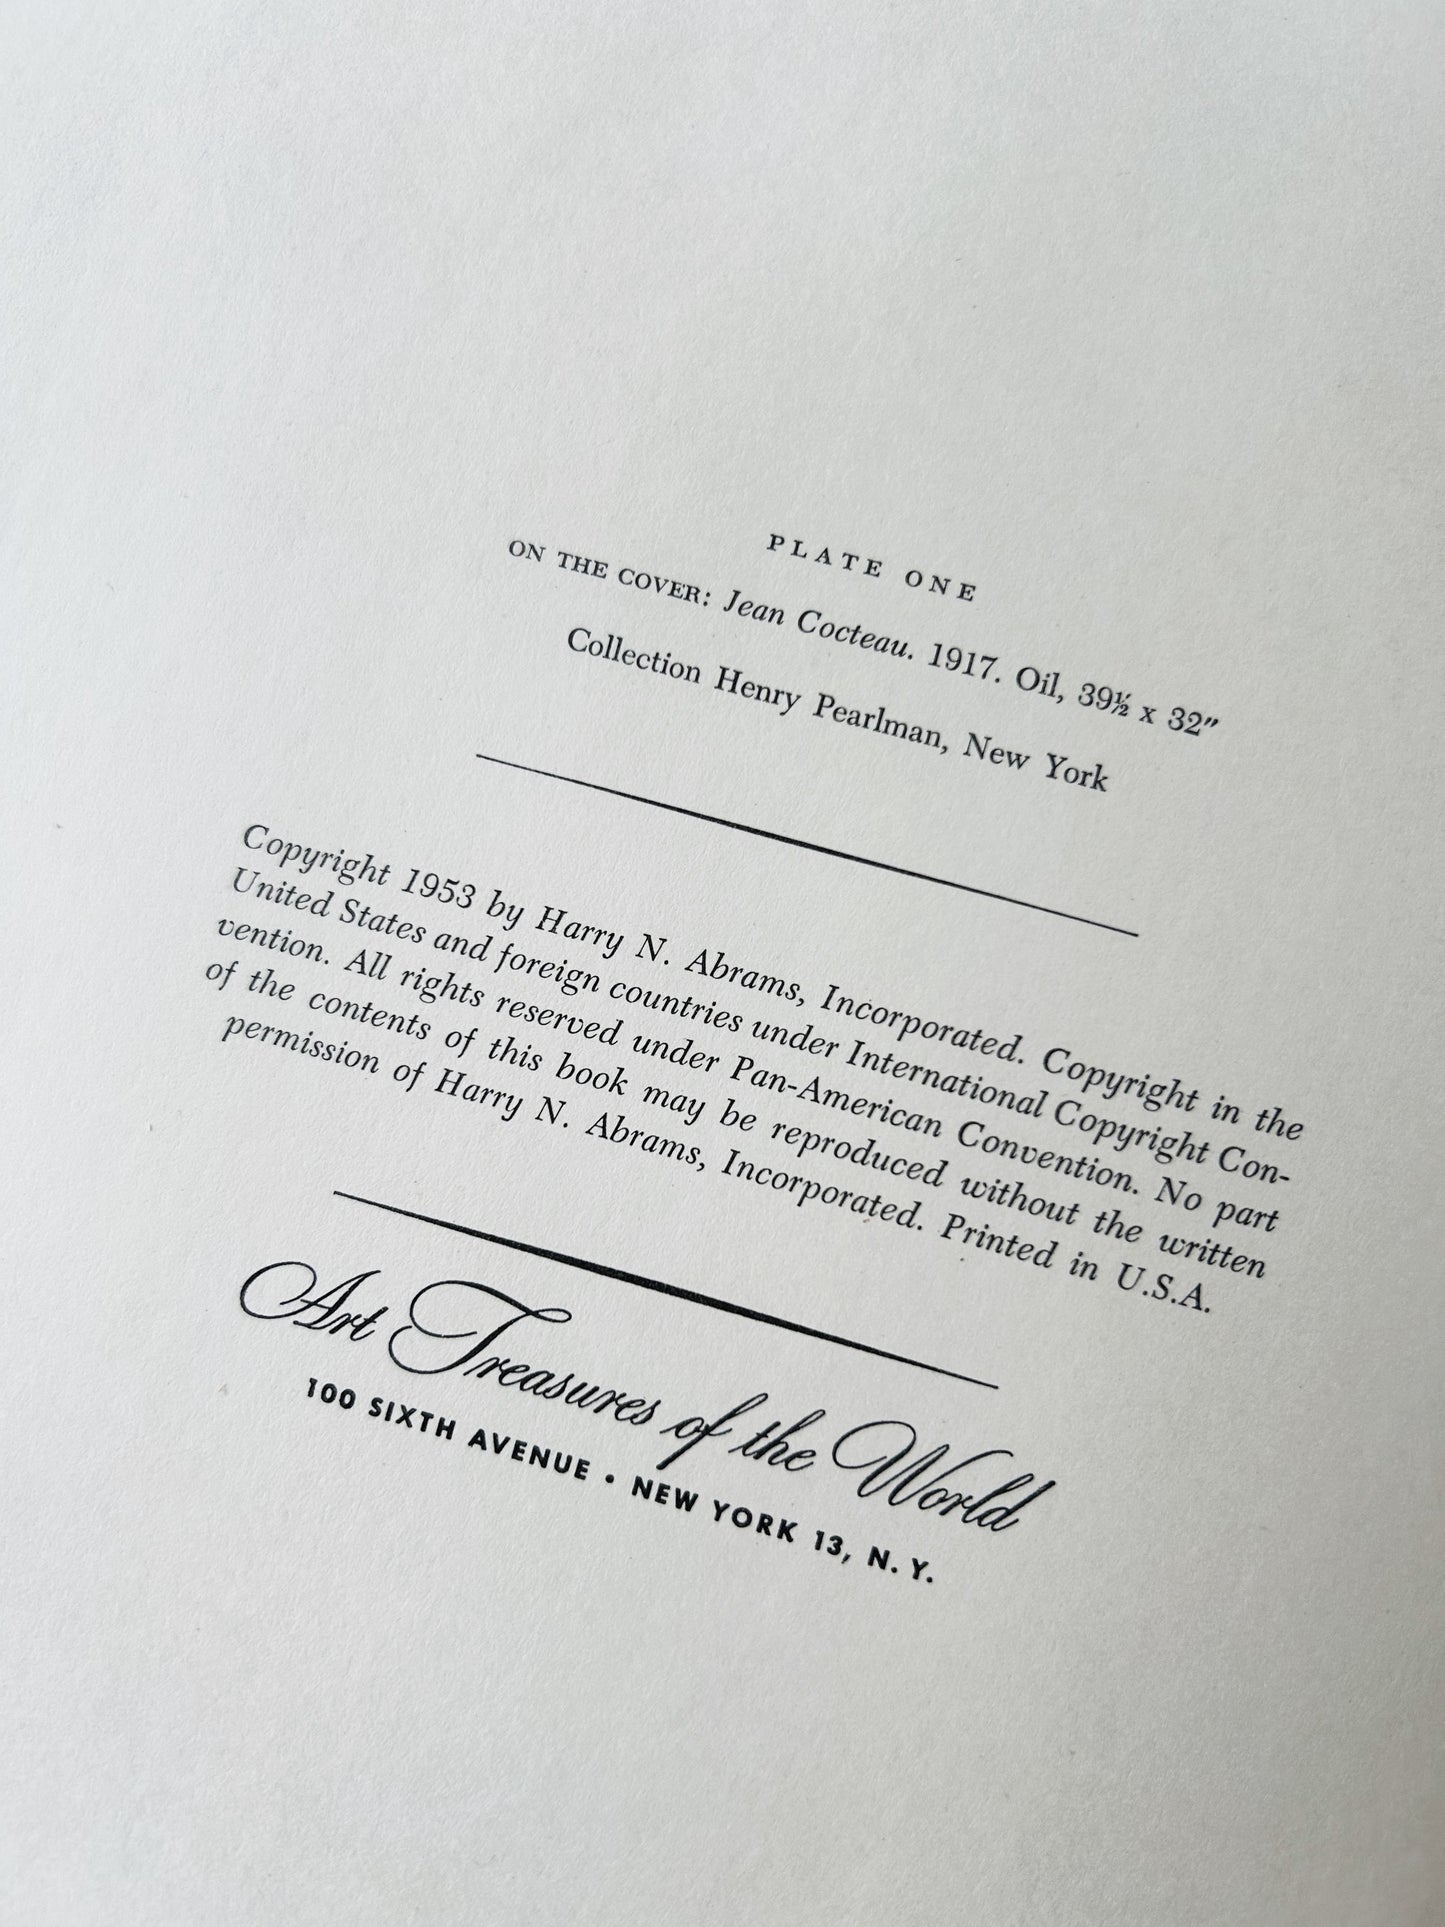 PLATE ONE
ON THE COVER: Jean Cocteau. 1917. Oil, 39½ x 32"
Collection Henry Pearlman, New York
Copyright 1953 by Harry N. Abrams, Incorporated. Copyright in the
United States and foreign countries under International Copyright Con-
vention. All rights reserved under Pan-American Convention. No part
of the contents of this book may be reproduced without the written
permission of Harry N. Abrams, Incorporated. Printed in U.S.A.
Art Treasures of the World
100 SIXTH AVENUE • NEW YORK 13, N. Y.